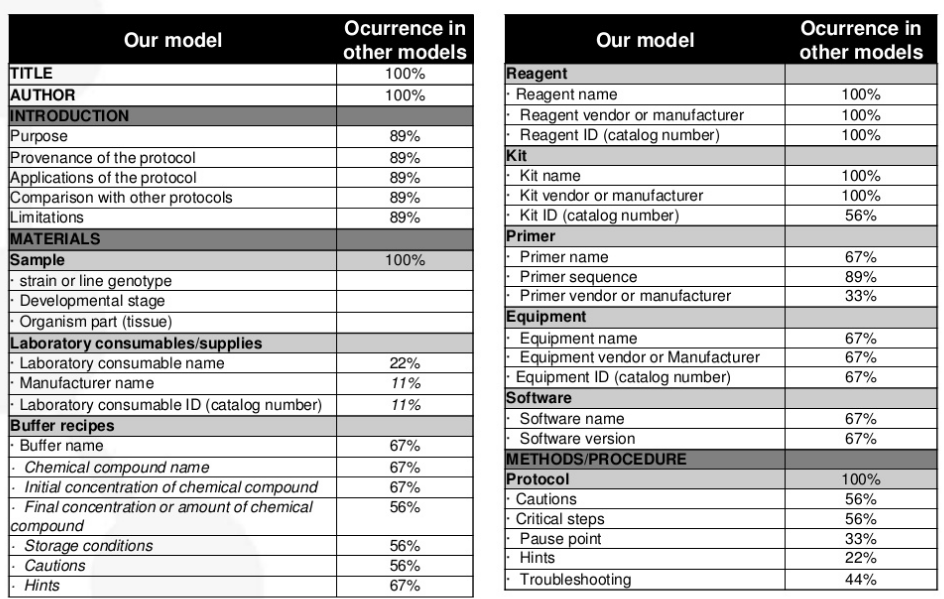 Our model Ocurrence in other models
TITLE 100%
AUTHOR 100%
INTRODUCTION
Purpose 89%
Provenance of the protocol 89%
Applications of the protocol 89%
Comparison with other protocols 89%
Limitations 89%
MATERIALS
Sample 100%
· strain or line genotype
· Developmental stage
· Organism part (tissue)
Laboratory consumables/supplies
· Laboratory consumable name 22%
· Manufacturer name 11%
· Laboratory consumable ID (catalog number) 11%
Buffer recipes
· Buffer name 67%
· Chemical compound name 67%
· Initial concentration of chemical compound 67%
· Final concentration or amount of chemical compound 56%
· Storage conditions 56%
· Cautions 56%
· Hints 67%
Our model Ocurrence in other models
Reagent
· Reagent name 100%
· Reagent vendor or manufacturer 100%
· Reagent ID (catalog number) 100%
Kit
· Kit name 100%
· Kit vendor or manufacturer 100%
· Kit ID (catalog number) 56%
Primer
· Primer name 67%
· Primer sequence 89%
· Primer vendor or manufacturer 33%
Equipment
· Equipment name 67%
· Equipment vendor or Manufacturer 67%
· Equipment ID (catalog number) 67%
Software
· Software name 67%
· Software version 67%
METHODS/PROCEDURE
Protocol 100%
· Cautions 56%
· Critical steps 56%
· Pause point 33%
· Hints 22%
· Troubleshooting 44%